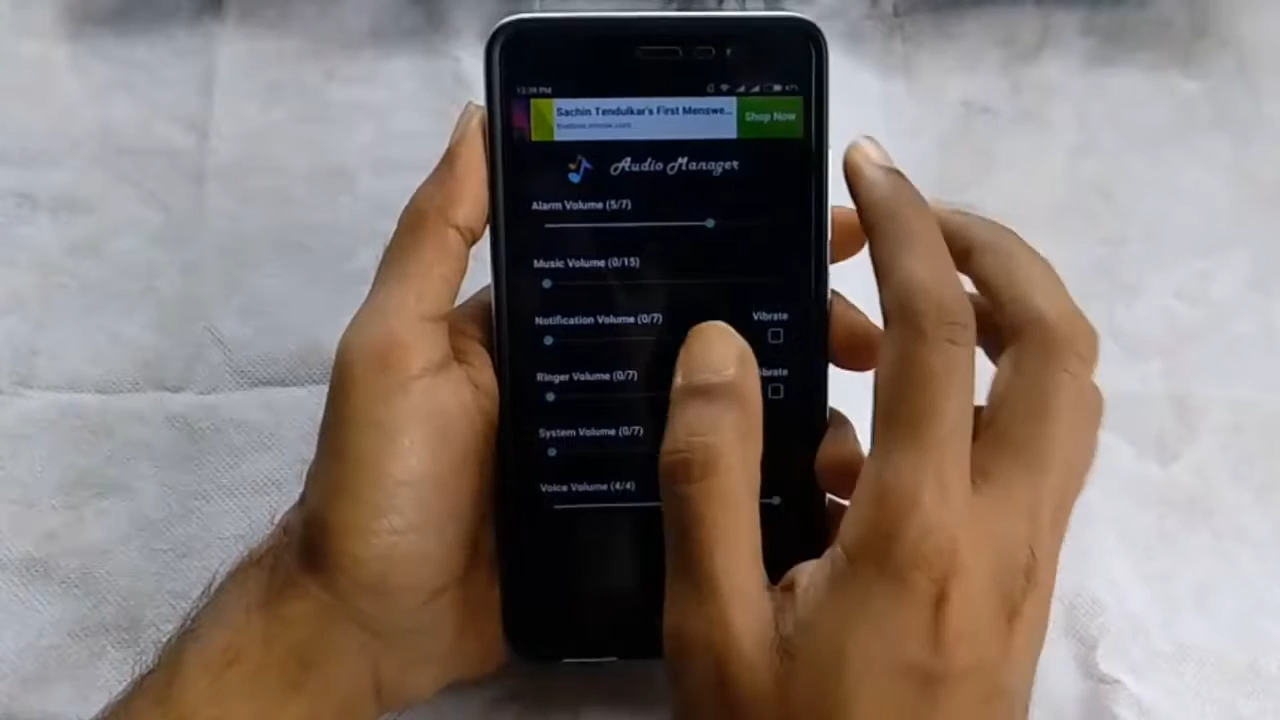 12:39 PM
Sachin Tendulkar's First Menswe...
Shop Now
Audio Manager
Alarm Volume (5/7)
Music Volume (0/15)
Notification Volume (0/7)
Vibrate
Ringer Volume (0/7)
ibrate
System Volume (0/7)
Voice Volume (4/4)